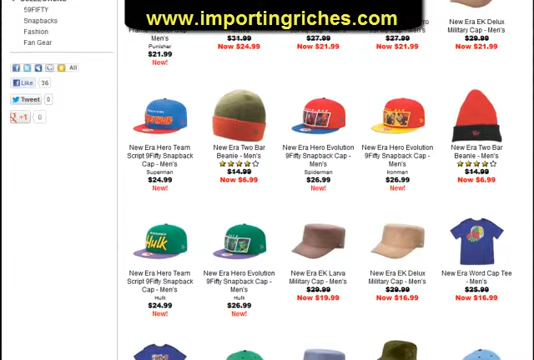 59FIFTY
Snapbacks
Fashion
Fan Gear
All
Like 36
Tweet 0
+1 0
www.importingriches.com
Men's
Punisher
$21.99
New!
$31.99
Now $24.99
$27.99
Now $21.99
$27.99
Now $21.99
New Era EK Delux
Military Cap - Men's
$29.99
Now $21.99
New Era Hero Team
Script 9Fifty Snapback
Cap - Men's
Superman
$24.99
New!
New Era Two Bar
Beanie - Men's
$14.99
Now $6.99
New Era Hero Evolution
9Fifty Snapback Cap -
Men's
Spiderman
$26.99
New!
New Era Hero Evolution
9Fifty Snapback Cap -
Men's
Ironman
$26.99
New!
New Era Two Bar
Beanie - Men's
$14.99
Now $6.99
Hulk
New Era Hero Team
Script 9Fifty Snapback
Cap - Men's
Hulk
$24.99
New!
New Era Hero Evolution
9Fifty Snapback Cap -
Men's
Hulk
$26.99
New!
New Era EK Larva
Military Cap - Men's
$29.99
Now $19.99
New Era EK Delux
Military Cap - Men's
$29.99
Now $16.99
New Era Word Cap Tee
- Men's
$25.99
Now $16.99